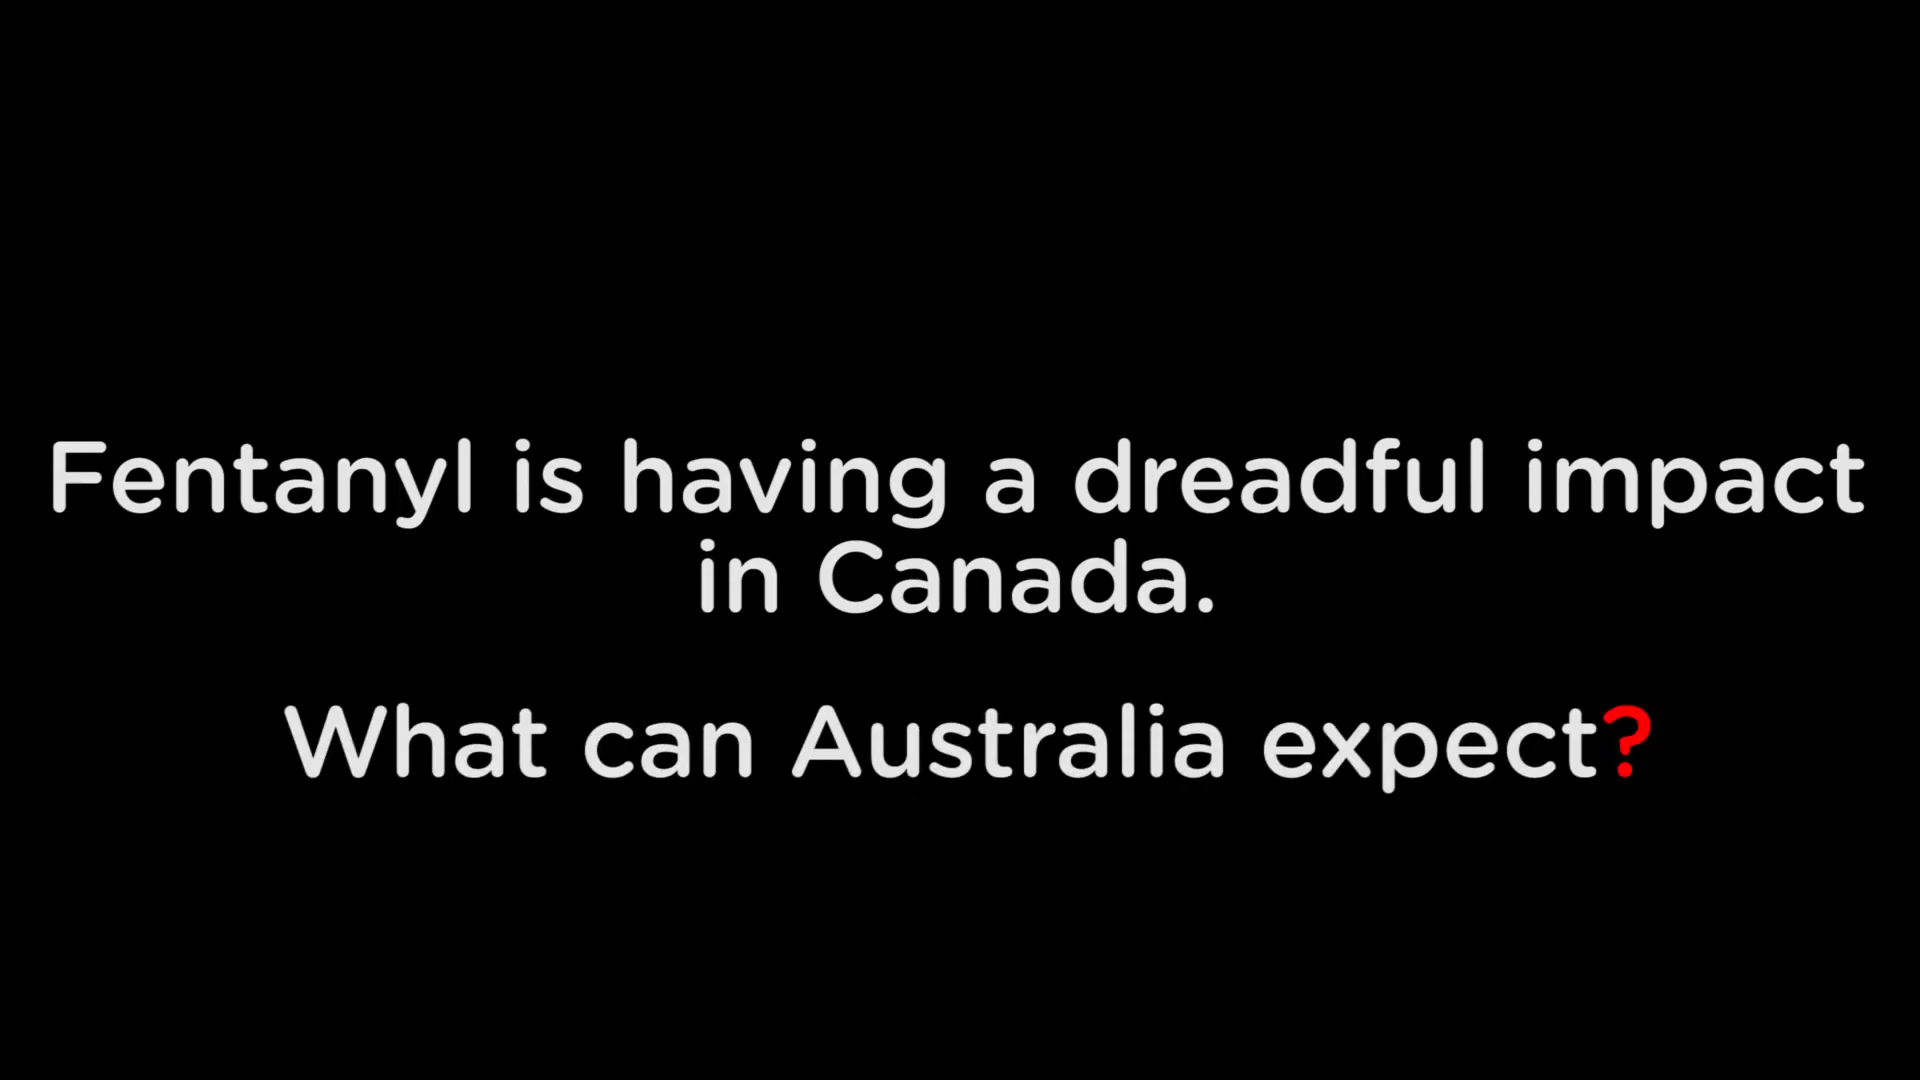 Fentanyl is having a dreadful impact
in Canada.
What can Australia expect?